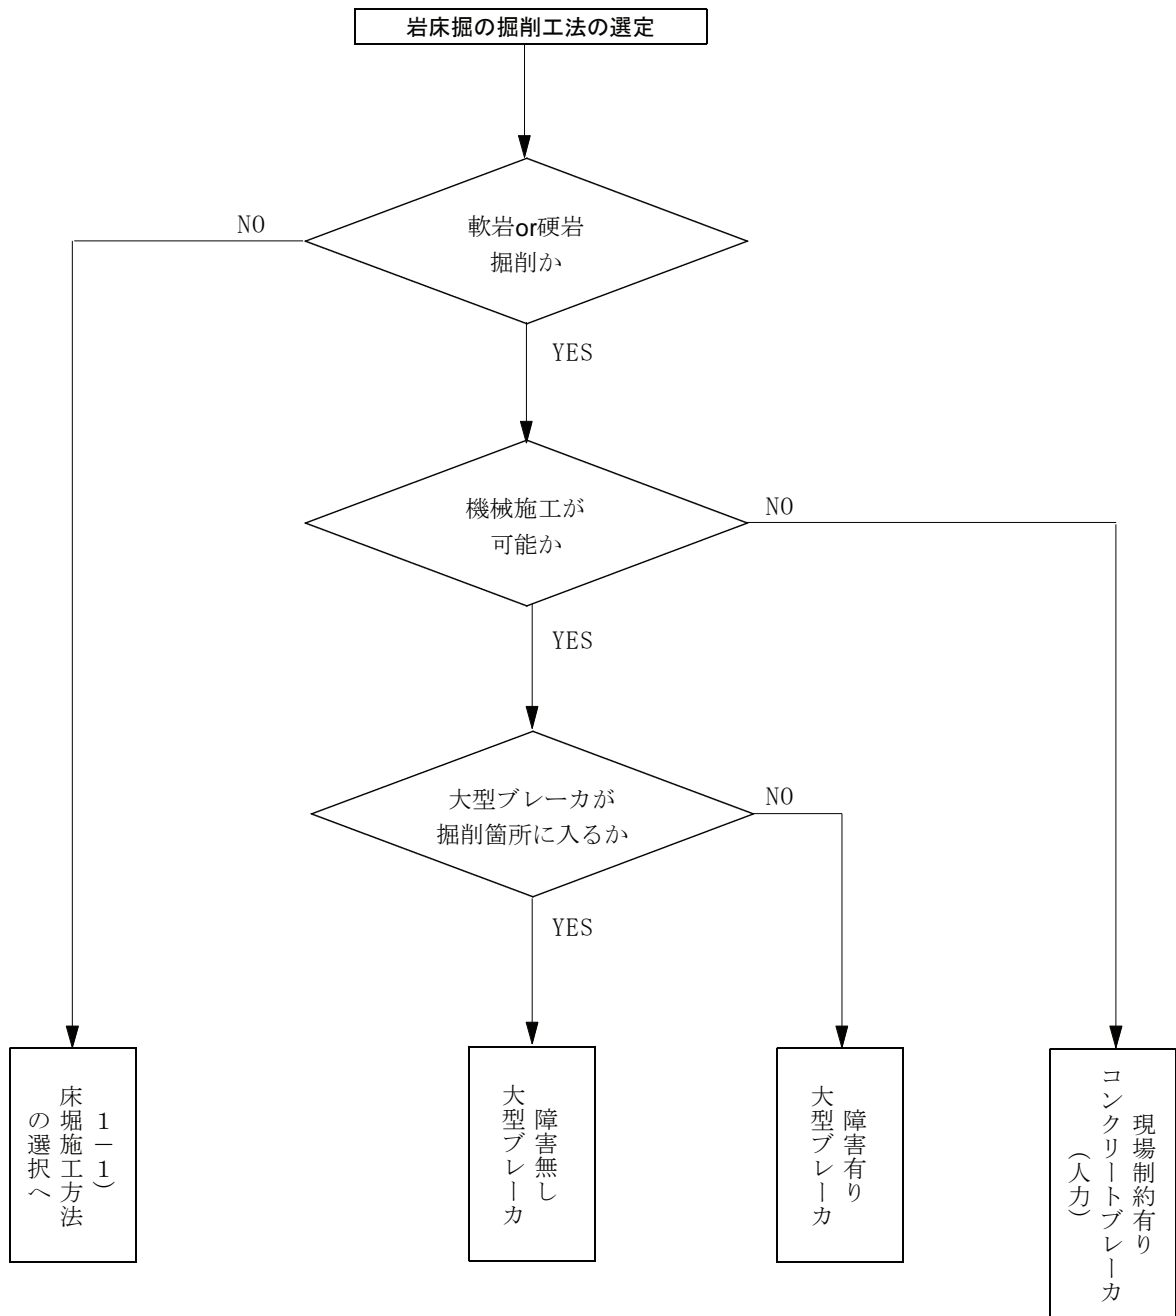 岩床掘の掘削工法の選定
軟岩or硬岩
掘削か
NO
YES
機械施工が
可能か
NO
YES
大型ブレーカが
掘削箇所に入るか
NO
YES
1-1)
床堀施工方法
の選択へ
障害無し
大型ブレーカ
障害有り
大型ブレーカ
現場制約有り
コンクリートブレーカ
(人力)